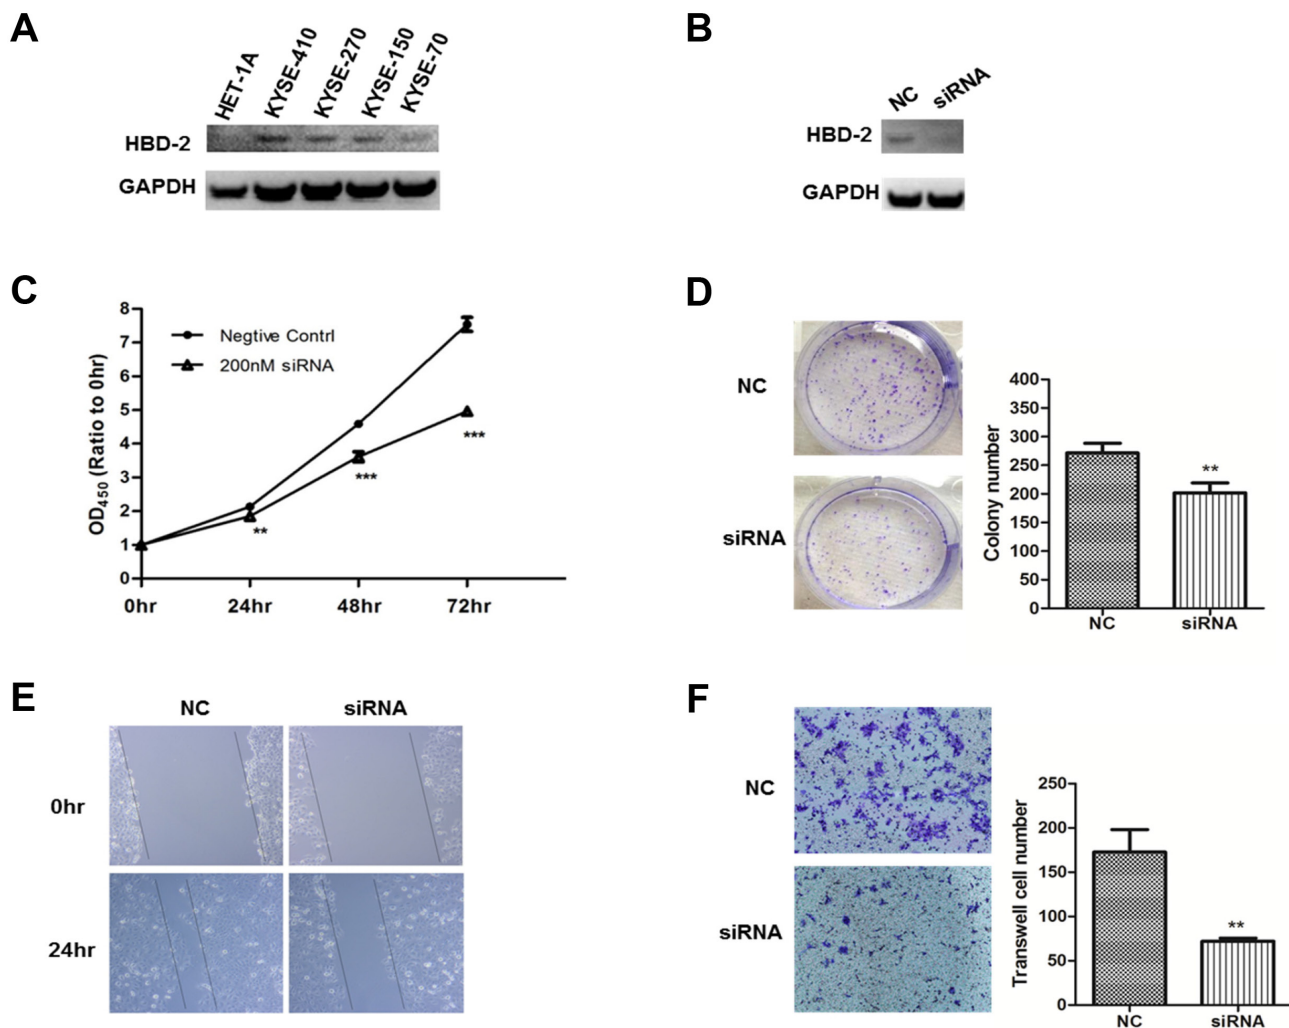 A
HET-1A
KYSE-410
KYSE-270
KYSE-150
KYSE-70
HBD-2
GAPDH
B
NC
siRNA
HBD-2
GAPDH
C
OD450 (Ratio to 0hr)
8
7
6
5
4
3
2
1
0
Negtive Contrl
200nM siRNA
**
***
***
0hr
24hr
48hr
72hr
D
NC
siRNA
Colony number
400
350
300
250
200
150
100
50
0
**
NC
siRNA
E
NC
siRNA
0hr
24hr
F
NC
siRNA
Transwell cell number
250
200
150
100
50
0
**
NC
siRNA